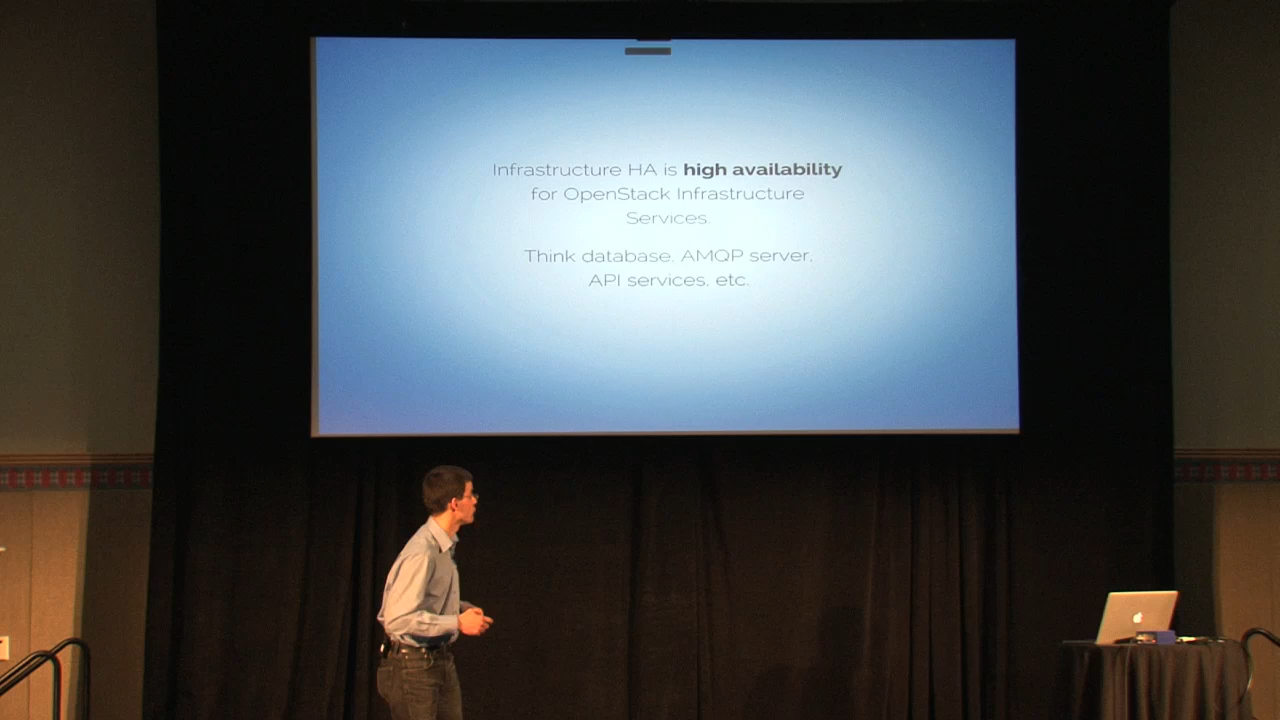 Infrastructure HA is high availability
for OpenStack Infrastructure
Services.
Think database, AMQP server,
API services, etc.